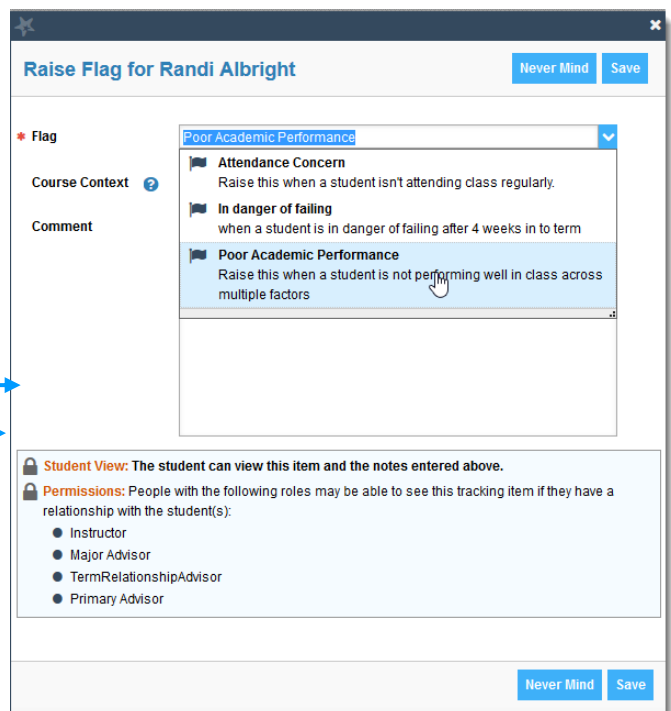 Raise Flag for Randi Albright
Never Mind
Save
* Flag
Poor Academic Performance
Attendance Concern
Raise this when a student isn't attending class regularly.
Course Context ?
In danger of failing
when a student is in danger of failing after 4 weeks in to term
Comment
Poor Academic Performance
Raise this when a student is not performing well in class across
multiple factors
Student View: The student can view this item and the notes entered above.
Permissions: People with the following roles may be able to see this tracking item if they have a
relationship with the student(s):
Instructor
Major Advisor
TermRelationshipAdvisor
Primary Advisor
Never Mind
Save